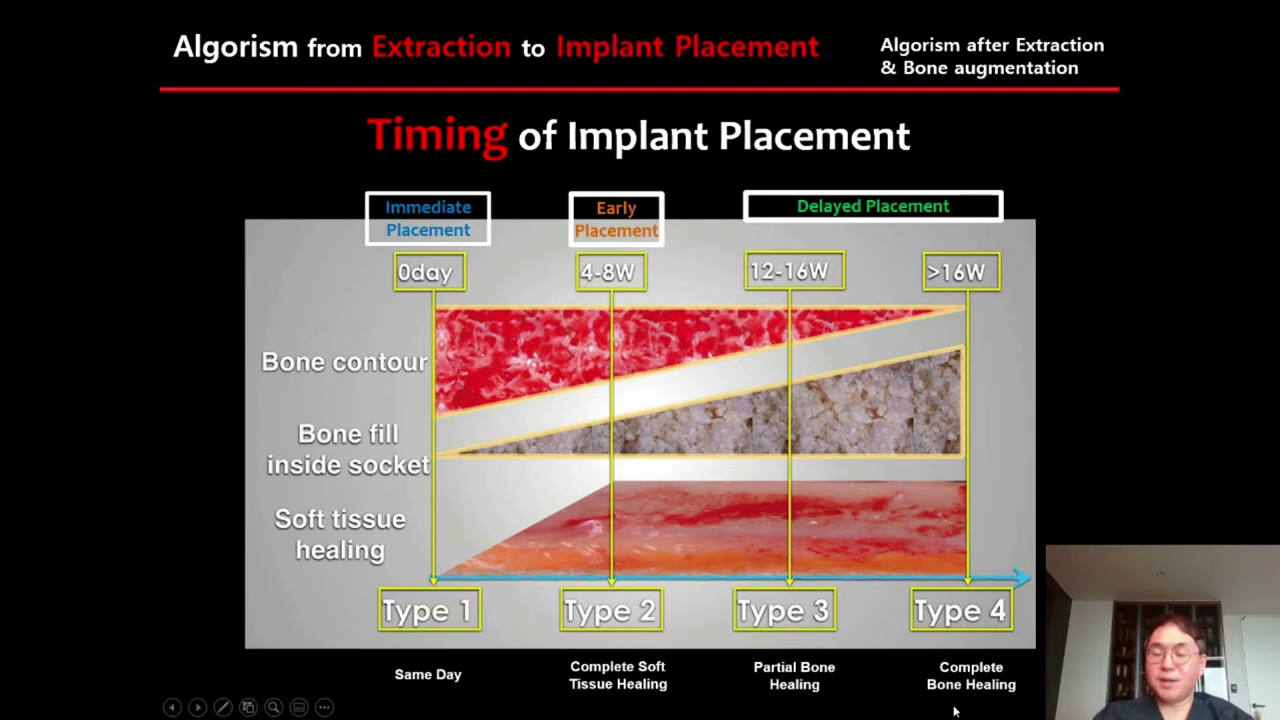 Algorism from Extraction to Implant Placement
Algorism after Extraction
& Bone augmentation
Timing of Implant Placement
Immediate
Placement
Early
Placement
Delayed Placement
0day
4-8W
12-16W
>16W
Bone contour
Bone fill
inside socket
Soft tissue
healing
Type 1
Type 2
Type 3
Type 4
Same Day
Complete Soft
Tissue Healing
Partial Bone
Healing
Complete
Bone Healing